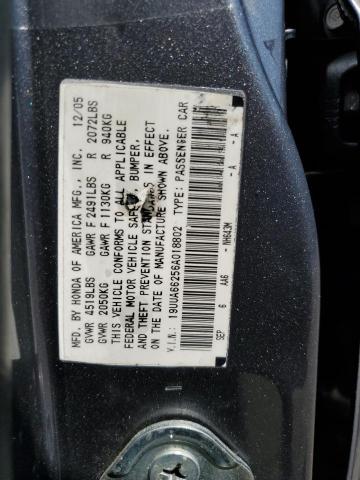 MFD. BY HONDA OF AMERICA MFG., INC. 12/05
GVWR 4519LBS GAWR F 2491LBS R 2072LBS
GVWR 2050KG GAWR F 1130KG R 940KG
THIS VEHICLE CONFORMS TO ALL APPLICABLE
FEDERAL MOTOR VEHICLE SAFETY, BUMPER,
AND THEFT PREVENTION STANDARDS IN EFFECT
ON THE DATE OF MANUFACTURE SHOWN ABOVE.
V.I.N.: 19UUA66256A018802 TYPE: PASSENGER CAR
SEP 6 AA6 - NH643M - A - A